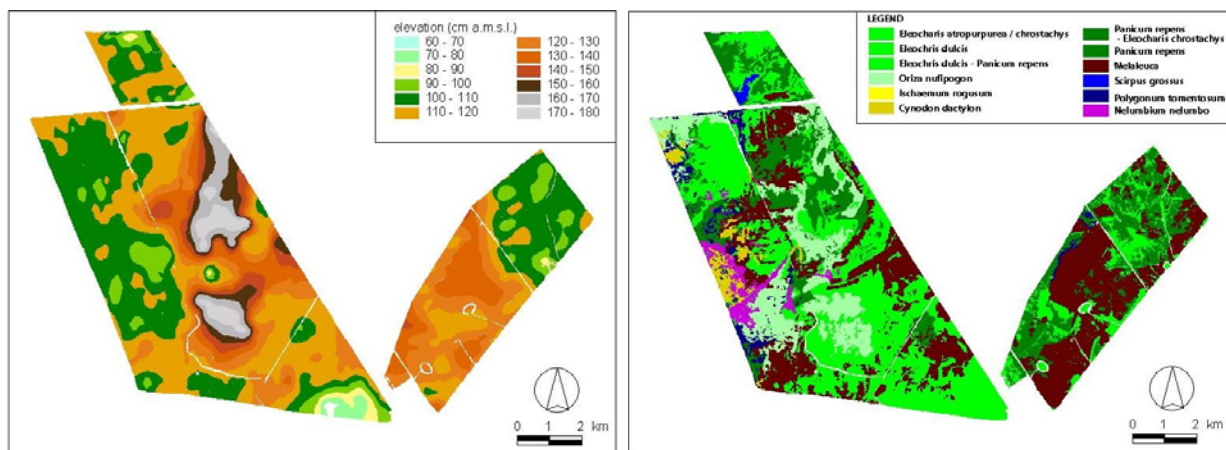 elevation (cm a.m.s.l.)
60 - 70
70 - 80
80 - 90
90 - 100
100 - 110
110 - 120
120 - 130
130 - 140
140 - 150
150 - 160
160 - 170
170 - 180
0 1 2 km
LEGEND
Eleocharis atropurpurea / chrostachys
Eleochris dulcis
Eleochris dulcis - Panicum repens
Oriza nufipogon
Ischaemum rogusum
Cynodon dactylon
Panicum repens
- Eleocharis chrostachys
Panicum repens
Melaleuca
Scirpus grossus
Polygonum tomentosum
Nelumbium nelumbo
0 1 2 km